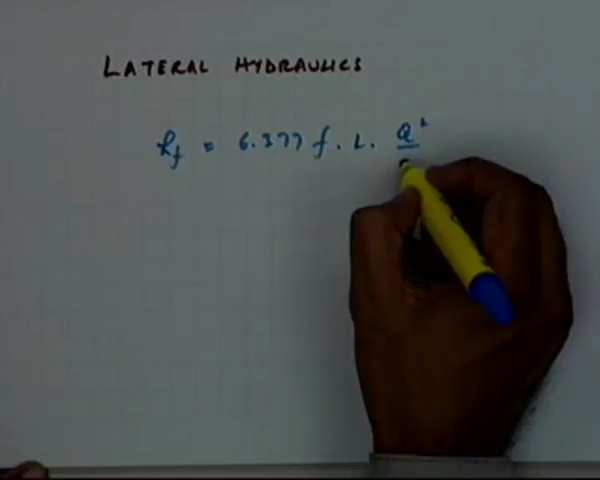 LATERAL HYDRAULICS
hf = 6.377 f. L. Q²